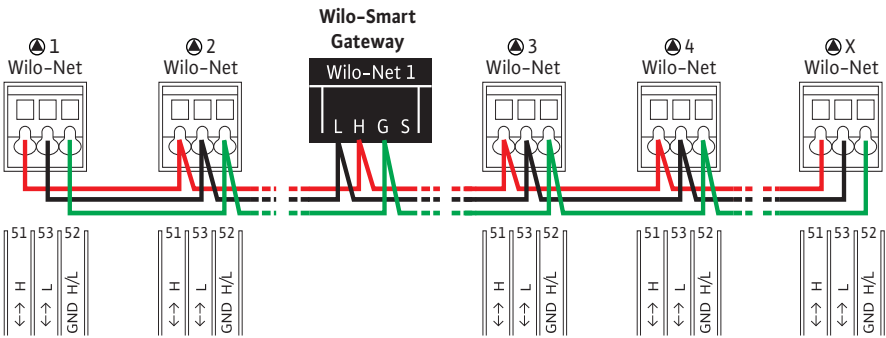 Wilo-Smart
Gateway
1
Wilo-Net
2
Wilo-Net
Wilo-Net 1
L H G S
3
Wilo-Net
4
Wilo-Net
X
Wilo-Net
51 53 52
H L GND H/L
51 53 52
H L GND H/L
51 53 52
H L GND H/L
51 53 52
H L GND H/L
51 53 52
H L GND H/L